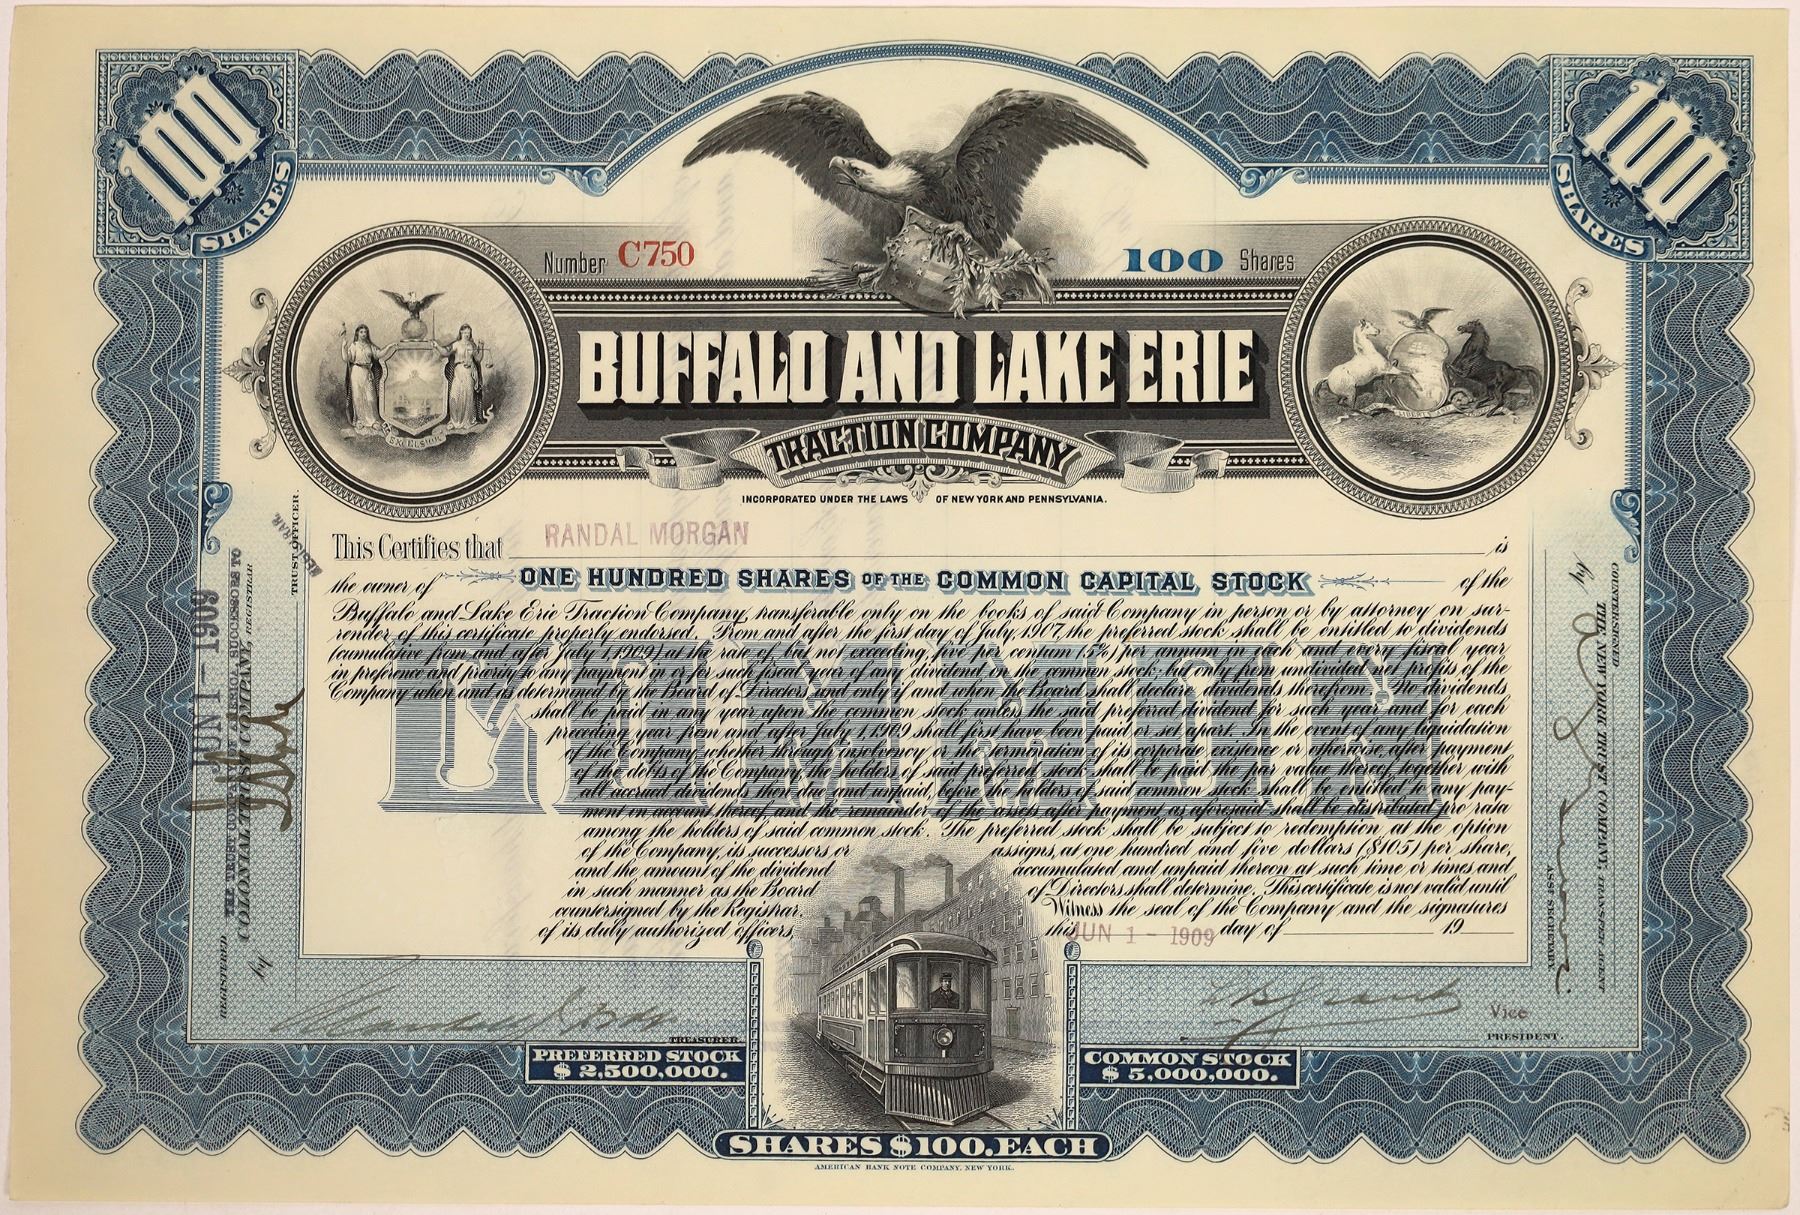 100 SHARES
100 SHARES
Number C750
100 Shares
BUFFALO AND LAKE ERIE
TRACTION COMPANY
INCORPORATED UNDER THE LAWS OF NEW YORK AND PENNSYLVANIA.
EXCELSIOR
This Certifies that RANDAL MORGAN is
the owner of ONE HUNDRED SHARES OF THE COMMON CAPITAL STOCK of the
Buffalo and Lake Erie Traction Company, transferable only on the books of said Company in person or by attorney on sur-
render of this certificate properly endorsed. From and after the first day of July, 1907, the preferred stock shall be entitled to dividends
(cumulative from and after July 1, 1909) at the rate of, but not exceeding, five per centum (5%) per annum in each and every fiscal year
in preference and priority to any payment in or for such fiscal year of any dividend on the common stock; but only from undivided net profits of the
Company when and as determined by the Board of Directors, and only if and when the Board shall declare dividends therefrom. No dividends
shall be paid in any year upon the common stock unless the said preferred dividend for such year and for each
preceding year from and after July 1, 1909 shall first have been paid or set apart. In the event of any liquidation
of the Company whether through insolvency or the termination of its corporate existence or otherwise, after payment
of the debts of the Company, the holders of said preferred stock shall be paid the par value thereof, together with
all accrued dividends then due and unpaid, before the holders of said common stock shall be entitled to any pay-
ment on account thereof, and the remainder of the assets after payment as aforesaid shall be distributed pro rata
among the holders of said common stock. The preferred stock shall be subject to redemption at the option
of the Company, its successors or assigns, at one hundred and five dollars ($105) per share,
and the amount of the dividend accumulated and unpaid thereon at such time or times and
in such manner as the Board of Directors shall determine. This certificate is not valid until
countersigned by the Registrar. Witness the seal of the Company and the signatures
of its duly authorized officers, this JUN 1 - 1909 day of 19
COMMON
REGISTERED JUN 1 - 1909
THE TRUST COMPANY OF AMERICA SUCCESSORS TO
COLONIAL TRUST COMPANY, REGISTRAR
by
TRUST OFFICER.
COUNTERSIGNED
THE NEW YORK TRUST COMPANY, TRANSFER AGENT
by
ASST SECRETARY
TREASURER
Vice
PRESIDENT.
PREFERRED STOCK
$ 2,500,000.
COMMON STOCK
$ 5,000,000.
SHARES $100. EACH
AMERICAN BANK NOTE COMPANY, NEW YORK.